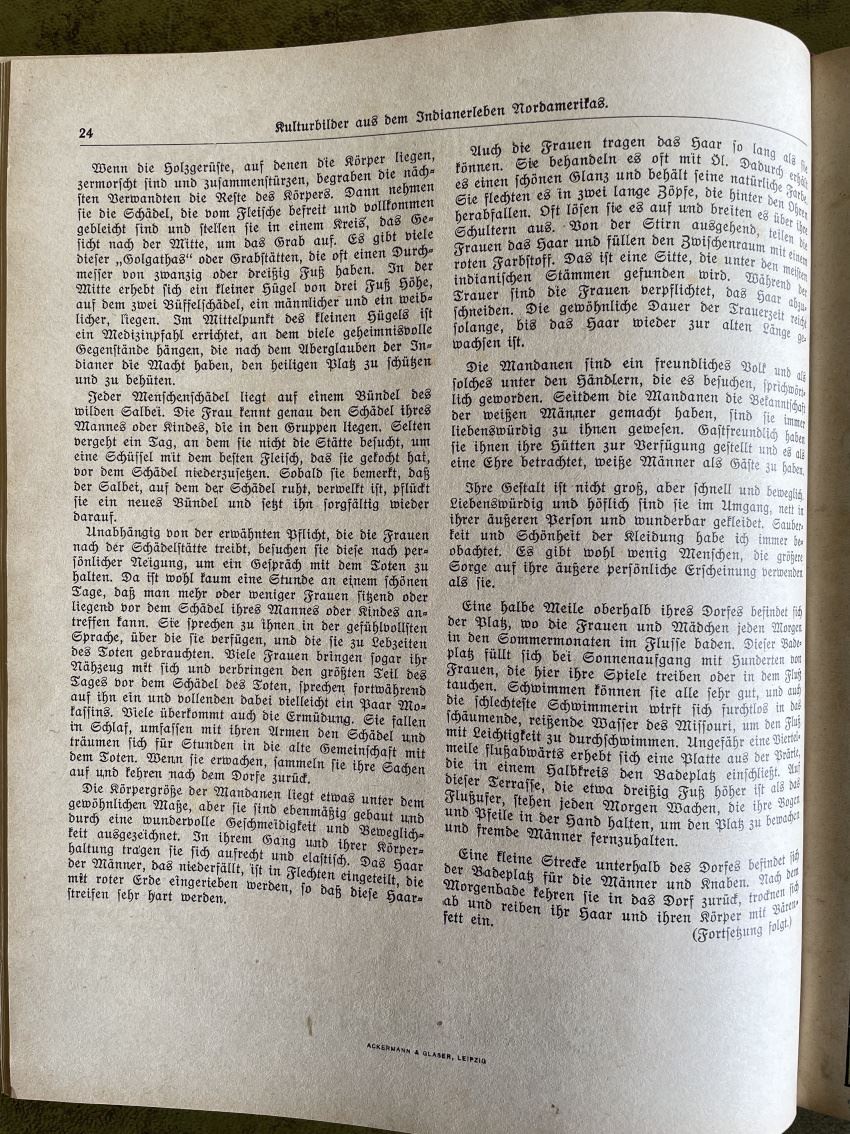 24
Kulturbilder aus dem Indianerleben Nordamerikas.
Wenn die Holzgerüste, auf denen die Körper liegen,
zermorscht sind und zusammenstürzen, begraben die näch-
sten Verwandten die Reste des Körpers. Dann nehmen
sie die Schädel, die vom Fleische befreit und vollkommen
gebleicht sind und stellen sie in einem Kreis, das Ge-
sicht nach der Mitte, um das Grab auf. Es gibt viele
dieser „Golgathas“ oder Grabstätten, die oft einen Durch-
messer von zwanzig oder dreißig Fuß haben. In der
Mitte erhebt sich ein kleiner Hügel von drei Fuß Höhe,
auf dem zwei Büffelschädel, ein männlicher und ein weib-
licher, liegen. Im Mittelpunkt des kleinen Hügels ist
ein Medizinpfahl errichtet, an dem viele geheimnisvolle
Gegenstände hängen, die nach dem Aberglauben der In-
dianer die Macht haben, den heiligen Platz zu schützen
und zu behüten.
Jeder Menschenschädel liegt auf einem Bündel des
wilden Salbei. Die Frau kennt genau den Schädel ihres
Mannes oder Kindes, die in den Gruppen liegen. Selten
vergeht ein Tag, an dem sie nicht die Stätte besucht, um
eine Schüssel mit dem besten Fleisch, das sie gekocht hat,
vor dem Schädel niederzusetzen. Sobald sie bemerkt, daß
der Salbei, auf dem der Schädel ruht, verwelkt ist, pflückt
sie ein neues Bündel und setzt ihn sorgfältig wieder
darauf.
Unabhängig von der erwähnten Pflicht, die die Frauen
nach der Schädelstätte treibt, besuchen sie diese nach per-
sönlicher Neigung, um ein Gespräch mit dem Toten zu
halten. Da ist wohl kaum eine Stunde an einem schönen
Tage, daß man mehr oder weniger Frauen sitzend oder
liegend vor dem Schädel ihres Mannes oder Kindes an-
treffen kann. Sie sprechen zu ihnen in der gefühlvollsten
Sprache, über die sie verfügen, und die sie zu Lebzeiten
des Toten gebrauchten. Viele Frauen bringen sogar ihr
Nähzeug mit sich und verbringen den größten Teil des
Tages vor dem Schädel des Toten, sprechen fortwährend
auf ihn ein und vollenden dabei vielleicht ein Paar Mo-
kassins. Viele überkommt auch die Ermüdung. Sie fallen
in Schlaf, umfassen mit ihren Armen den Schädel und
träumen sich für Stunden in die alte Gemeinschaft mit
dem Toten. Wenn sie erwachen, sammeln sie ihre Sachen
auf und kehren nach dem Dorfe zurück.
Die Körpergröße der Mandanen liegt etwas unter dem
gewöhnlichen Maße, aber sie sind ebenmäßig gebaut und
durch eine wundervolle Geschmeidigkeit und Beweglich-
keit ausgezeichnet. In ihrem Gang und ihrer Körper-
haltung tragen sie sich aufrecht und elastisch. Das Haar
der Männer, das niederfällt, ist in Flechten eingeteilt, die
mit roter Erde eingerieben werden, so daß diese Haar-
streifen sehr hart werden.
Auch die Frauen tragen das Haar so lang als sie
können. Sie behandeln es oft mit Öl. Dadurch erhält
es einen schönen Glanz und behält seine natürliche Farbe.
Sie flechten es in zwei lange Zöpfe, die hinter den Ohren
herabfallen. Oft lösen sie es auf und breiten es über ihre
Schultern aus. Von der Stirn ausgehend, teilen die
Frauen das Haar und füllen den Zwischenraum mit einem
roten Farbstoff. Das ist eine Sitte, die unter den meisten
indianischen Stämmen gefunden wird. Während der
Trauer sind die Frauen verpflichtet, das Haar abzu-
schneiden. Die gewöhnliche Dauer der Trauerzeit reicht
solange, bis das Haar wieder zur alten Länge ge-
wachsen ist.
Die Mandanen sind ein freundliches Volk und als
solches unter den Händlern, die es besuchen, sprichwört-
lich geworden. Seitdem die Mandanen die Bekanntschaft
der weißen Männer gemacht haben, sind sie immer
liebenswürdig zu ihnen gewesen. Gastfreundlich haben
sie ihnen ihre Hütten zur Verfügung gestellt und es als
eine Ehre betrachtet, weiße Männer als Gäste zu haben.
Ihre Gestalt ist nicht groß, aber schnell und beweglich.
Liebenswürdig und höflich sind sie im Umgang, nett in
ihrer äußeren Person und wunderbar gekleidet. Sauber-
keit und Schönheit der Kleidung habe ich immer be-
obachtet. Es gibt wohl wenig Menschen, die größere
Sorge auf ihre äußere persönliche Erscheinung verwenden
als sie.
Eine halbe Meile oberhalb ihres Dorfes befindet sich
der Platz, wo die Frauen und Mädchen jeden Morgen
in den Sommermonaten im Flusse baden. Dieser Bade-
platz füllt sich bei Sonnenaufgang mit Hunderten von
Frauen, die hier ihre Spiele treiben oder in dem Fluß
tauchen. Schwimmen können sie alle sehr gut, und auch
die schlechteste Schwimmerin wirft sich furchtlos in das
schäumende, reißende Wasser des Missouri, um den Fluß
mit Leichtigkeit zu durchschwimmen. Ungefähr eine Viertel-
meile flußabwärts erhebt sich eine Platte aus der Prärie,
die in einem Halbkreis den Badeplatz einschließt. Auf
dieser Terrasse, die etwa dreißig Fuß höher ist als das
Flußufer, stehen jeden Morgen Wachen, die ihre Bogen
und Pfeile in der Hand halten, um den Platz zu bewachen
und fremde Männer fernzuhalten.
Eine kleine Strecke unterhalb des Dorfes befindet sich
der Badeplatz für die Männer und Knaben. Nach dem
Morgenbade kehren sie in das Dorf zurück, trocknen sich
ab und reiben ihr Haar und ihren Körper mit Bären-
fett ein.
(Fortsetzung folgt.)
ACKERMANN & GLASER, LEIPZIG